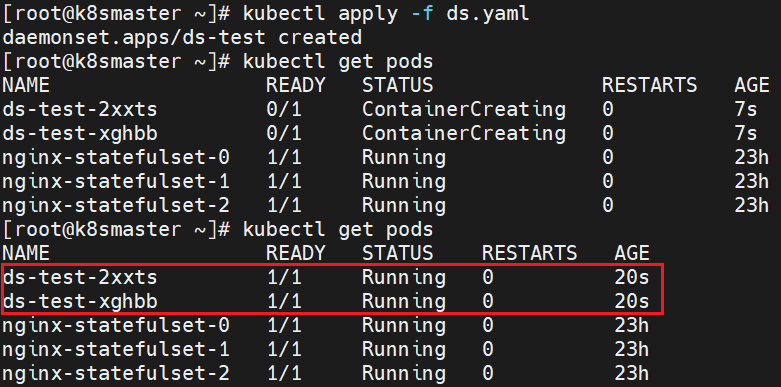 [root@k8smaster ~]# kubectl apply -f ds.yaml
daemonset.apps/ds-test created
[root@k8smaster ~]# kubectl get pods
NAME READY STATUS RESTARTS AGE
ds-test-2xxts 0/1 ContainerCreating 0 7s
ds-test-xghbb 0/1 ContainerCreating 0 7s
nginx-statefulset-0 1/1 Running 0 23h
nginx-statefulset-1 1/1 Running 0 23h
nginx-statefulset-2 1/1 Running 0 23h
[root@k8smaster ~]# kubectl get pods
NAME READY STATUS RESTARTS AGE
ds-test-2xxts 1/1 Running 0 20s
ds-test-xghbb 1/1 Running 0 20s
nginx-statefulset-0 1/1 Running 0 23h
nginx-statefulset-1 1/1 Running 0 23h
nginx-statefulset-2 1/1 Running 0 23h